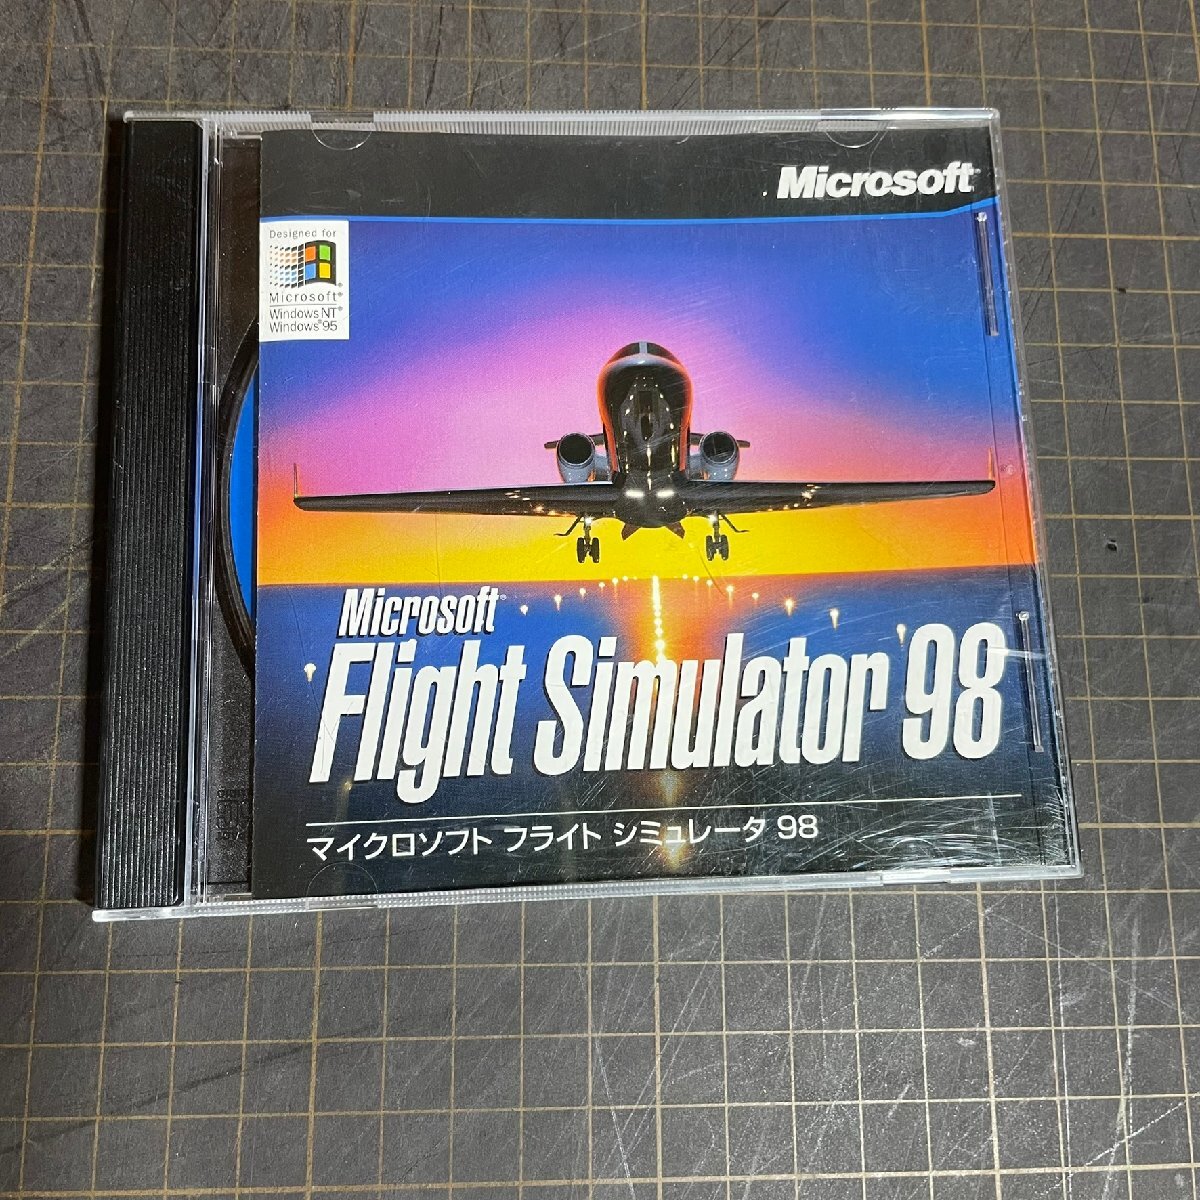 Microsoft
Designed for
Microsoft®
Windows NT®
Windows®95
Microsoft
Flight Simulator 98
マイクロソフト フライト シミュレータ 98